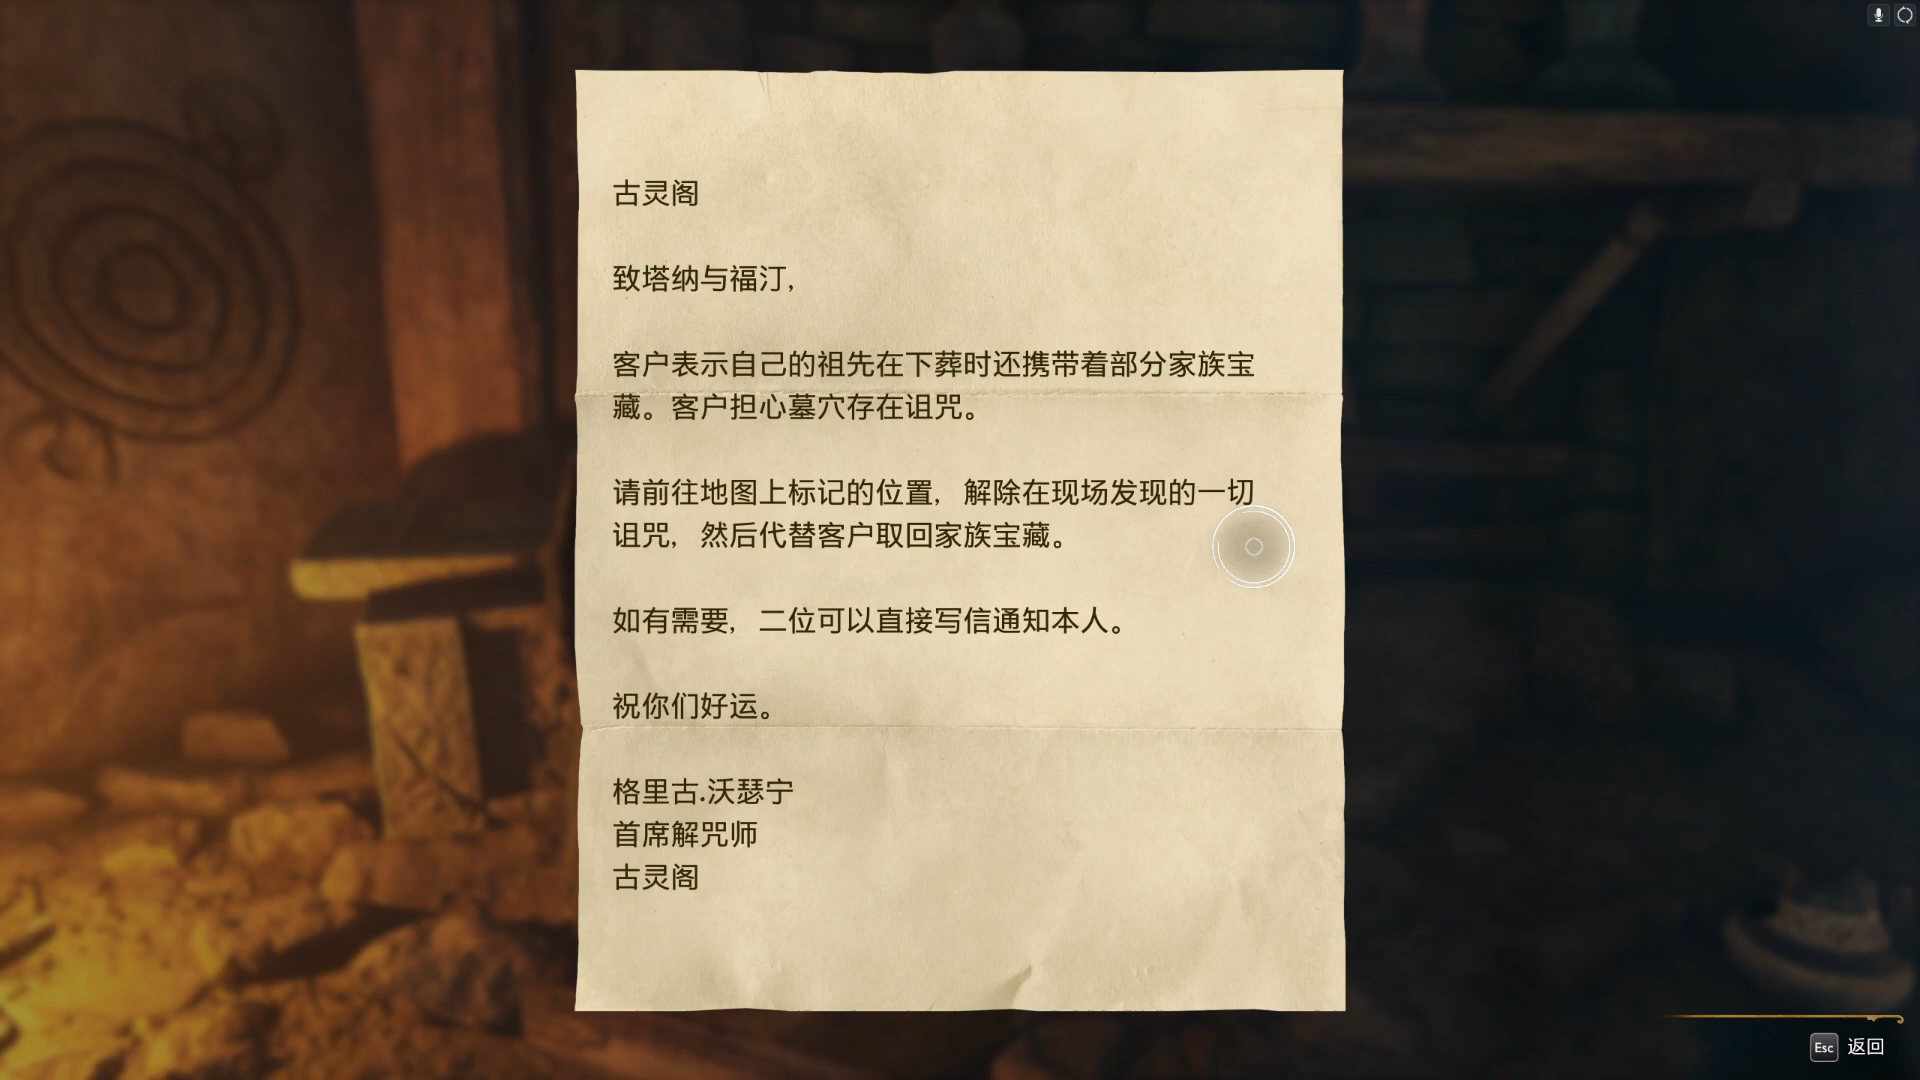 古灵阁
致塔纳与福汀,
客户表示自己的祖先在下葬时还携带着部分家族宝
藏。客户担心墓穴存在诅咒。
请前往地图上标记的位置, 解除在现场发现的一切
诅咒, 然后代替客户取回家族宝藏。
如有需要, 二位可以直接写信通知本人。
祝你们好运。
格里古.沃瑟宁
首席解咒师
古灵阁
Esc 返回